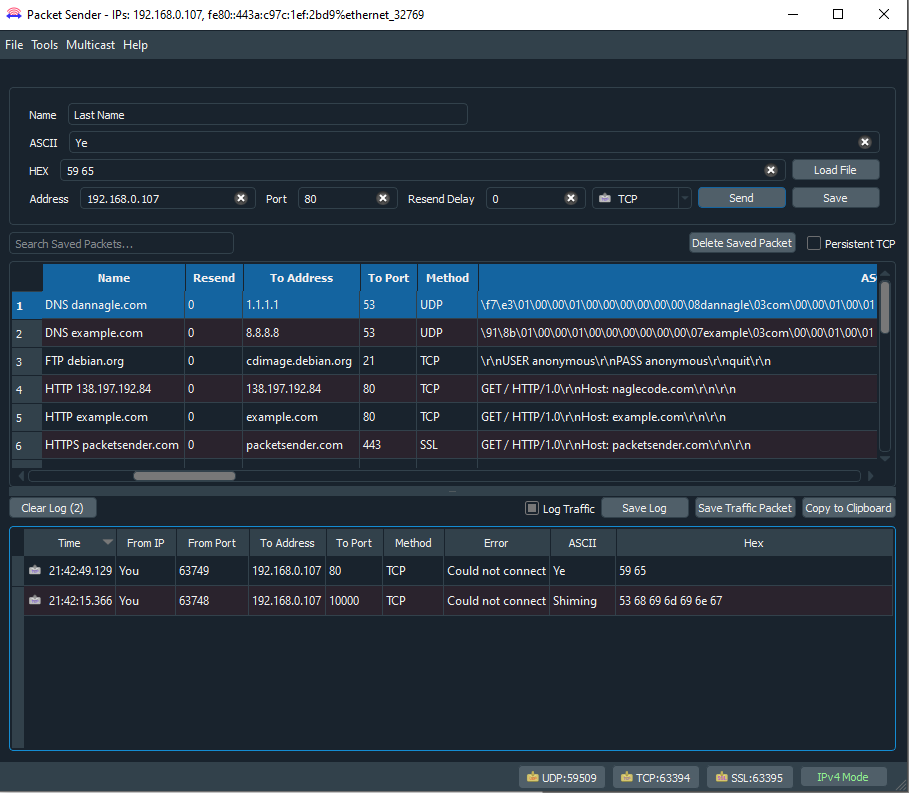 Packet Sender - IPs: 192.168.0.107, fe80::443a:c97c:1ef:2bd9%ethernet_32769
File Tools Multicast Help
Name Last Name
ASCII Ye
HEX 59 65 Load File
Address 192.168.0.107 Port 80 Resend Delay 0 TCP Send Save
Search Saved Packets... Delete Saved Packet Persistent TCP
Name Resend To Address To Port Method ASC
1 DNS dannagle.com 0 1.1.1.1 53 UDP \f7\e3\01\00\00\01\00\00\00\00\00\00\08dannagle\03com\00\00\01\00\01
2 DNS example.com 0 8.8.8.8 53 UDP \91\8b\01\00\00\01\00\00\00\00\00\00\07example\03com\00\00\01\00\01
3 FTP debian.org 0 cdimage.debian.org 21 TCP \r\nUSER anonymous\r\nPASS anonymous\r\nquit\r\n
4 HTTP 138.197.192.84 0 138.197.192.84 80 TCP GET / HTTP/1.0\r\nHost: naglecode.com\r\n\r\n
5 HTTP example.com 0 example.com 80 TCP GET / HTTP/1.0\r\nHost: example.com\r\n\r\n
6 HTTPS packetsender.com 0 packetsender.com 443 SSL GET / HTTP/1.0\r\nHost: packetsender.com\r\n\r\n
Clear Log (2) Log Traffic Save Log Save Traffic Packet Copy to Clipboard
Time From IP From Port To Address To Port Method Error ASCII Hex
21:42:49.129 You 63749 192.168.0.107 80 TCP Could not connect Ye 59 65
21:42:15.366 You 63748 192.168.0.107 10000 TCP Could not connect Shiming 53 68 69 6d 69 6e 67
UDP:59509 TCP:63394 SSL:63395 IPv4 Mode